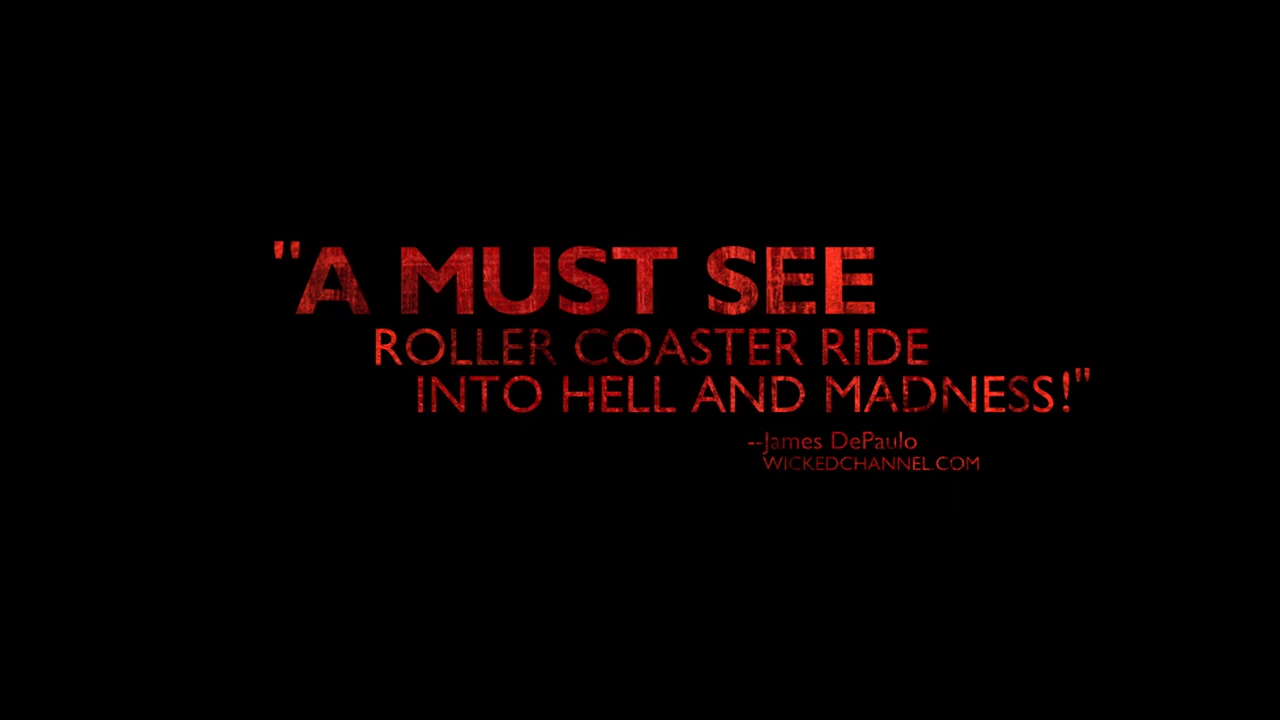 "A MUST SEE
ROLLER COASTER RIDE
INTO HELL AND MADNESS!"
--James DePaulo
WICKEDCHANNEL.COM